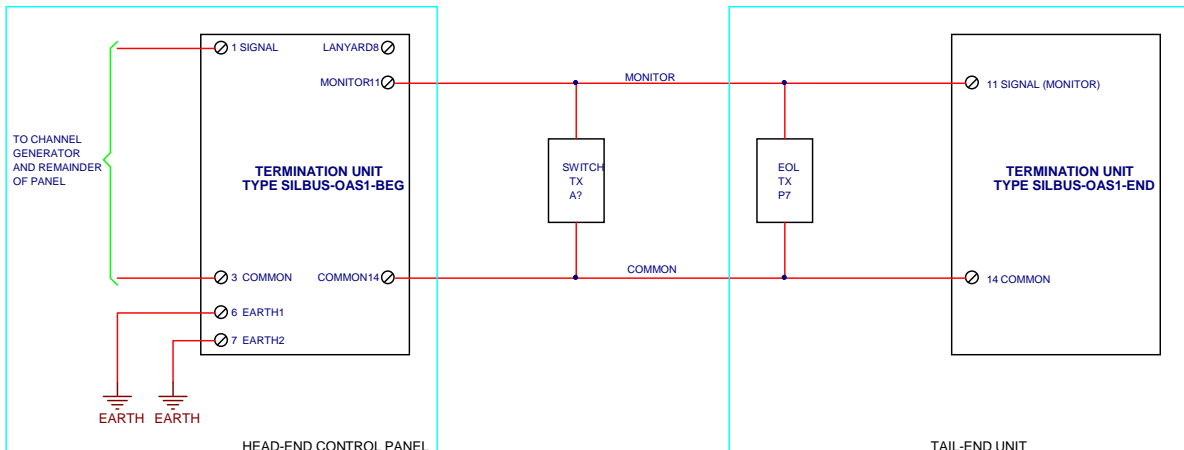 1 SIGNAL
LANYARD8
MONITOR11
MONITOR
11 SIGNAL (MONITOR)
TO CHANNEL
GENERATOR
AND REMAINDER
OF PANEL
TERMINATION UNIT
TYPE SILBUS-OAS1-BEG
SWITCH
TX
A?
EOL
TX
P7
TERMINATION UNIT
TYPE SILBUS-OAS1-END
3 COMMON
COMMON14
COMMON
14 COMMON
6 EARTH1
7 EARTH2
EARTH
EARTH
HEAD-END CONTROL PANEL
TAIL-END UNIT